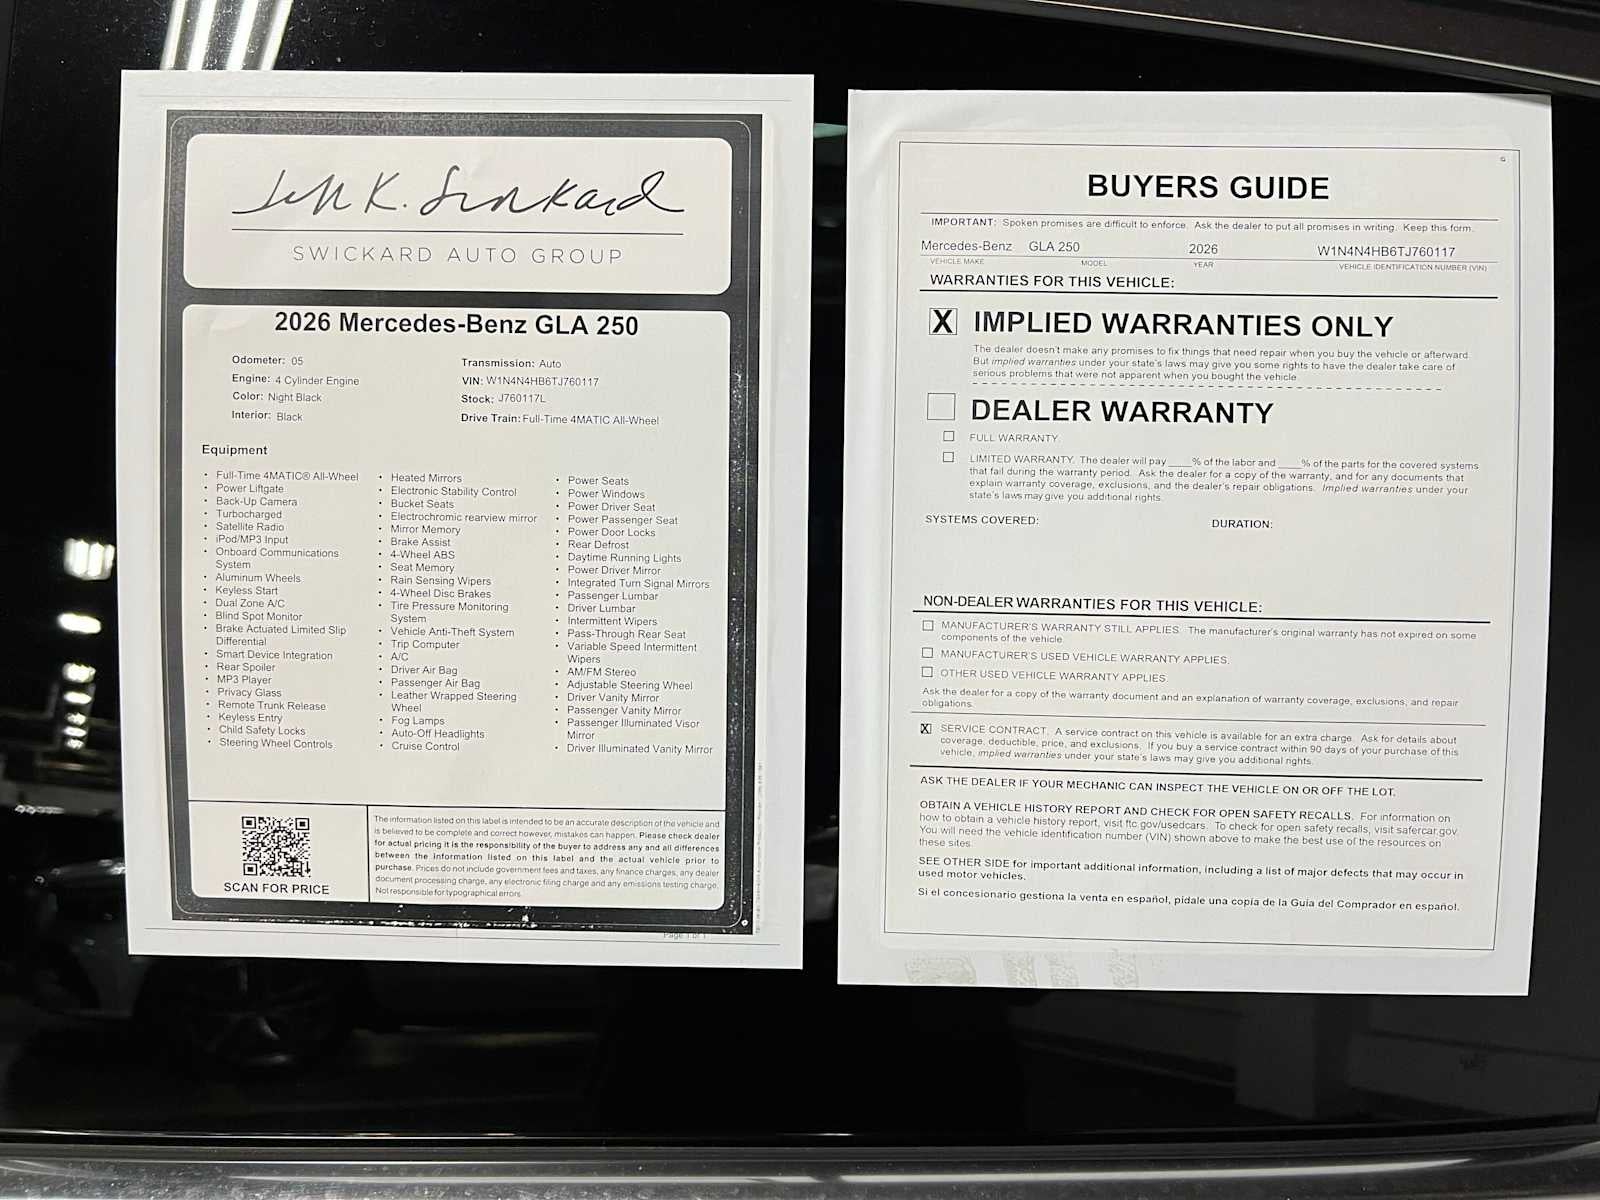 Jeff K. Swickard
SWICKARD AUTO GROUP
2026 Mercedes-Benz GLA 250
Odometer: 05
Engine: 4 Cylinder Engine
Color: Night Black
Interior: Black
Transmission: Auto
VIN: W1N4N4HB6TJ760117
Stock: J760117L
Drive Train: Full-Time 4MATIC All-Wheel
Equipment
• Full-Time 4MATIC® All-Wheel
• Power Liftgate
• Back-Up Camera
• Turbocharged
• Satellite Radio
• iPod/MP3 Input
• Onboard Communications
System
• Aluminum Wheels
• Keyless Start
• Dual Zone A/C
• Blind Spot Monitor
• Brake Actuated Limited Slip
Differential
• Smart Device Integration
• Rear Spoiler
• MP3 Player
• Privacy Glass
• Remote Trunk Release
• Keyless Entry
• Child Safety Locks
• Steering Wheel Controls
• Heated Mirrors
• Electronic Stability Control
• Bucket Seats
• Electrochromic rearview mirror
• Mirror Memory
• Brake Assist
• 4-Wheel ABS
• Seat Memory
• Rain Sensing Wipers
• 4-Wheel Disc Brakes
• Tire Pressure Monitoring
System
• Vehicle Anti-Theft System
• Trip Computer
• A/C
• Driver Air Bag
• Passenger Air Bag
• Leather Wrapped Steering
Wheel
• Fog Lamps
• Auto-Off Headlights
• Cruise Control
• Power Seats
• Power Windows
• Power Driver Seat
• Power Passenger Seat
• Power Door Locks
• Rear Defrost
• Daytime Running Lights
• Power Driver Mirror
• Integrated Turn Signal Mirrors
• Passenger Lumbar
• Driver Lumbar
• Intermittent Wipers
• Pass-Through Rear Seat
• Variable Speed Intermittent
Wipers
• AM/FM Stereo
• Adjustable Steering Wheel
• Driver Vanity Mirror
• Passenger Vanity Mirror
• Passenger Illuminated Visor
Mirror
• Driver Illuminated Vanity Mirror
SCAN FOR PRICE
The information listed on this label is intended to be an accurate description of the vehicle and
is believed to be complete and correct however, mistakes can happen. Please check dealer
for actual pricing it is the responsibility of the buyer to address any and all differences
between the information listed on this label and the actual vehicle prior to
purchase. Prices do not include government fees and taxes, any finance charges, any dealer
document processing charge, any electronic filing charge and any emissions testing charge.
Not responsible for typographical errors.
Page 1 of 1
BUYERS GUIDE
IMPORTANT: Spoken promises are difficult to enforce. Ask the dealer to put all promises in writing. Keep this form.
Mercedes-Benz GLA 250 2026 W1N4N4HB6TJ760117
VEHICLE MAKE MODEL YEAR VEHICLE IDENTIFICATION NUMBER (VIN)
WARRANTIES FOR THIS VEHICLE:
X IMPLIED WARRANTIES ONLY
The dealer doesn't make any promises to fix things that need repair when you buy the vehicle or afterward.
But implied warranties under your state's laws may give you some rights to have the dealer take care of
serious problems that were not apparent when you bought the vehicle.
DEALER WARRANTY
FULL WARRANTY.
LIMITED WARRANTY. The dealer will pay ____% of the labor and ____% of the parts for the covered systems
that fail during the warranty period. Ask the dealer for a copy of the warranty, and for any documents that
explain warranty coverage, exclusions, and the dealer's repair obligations. Implied warranties under your
state's laws may give you additional rights.
SYSTEMS COVERED: DURATION:
NON-DEALER WARRANTIES FOR THIS VEHICLE:
MANUFACTURER'S WARRANTY STILL APPLIES. The manufacturer's original warranty has not expired on some
components of the vehicle.
MANUFACTURER'S USED VEHICLE WARRANTY APPLIES.
OTHER USED VEHICLE WARRANTY APPLIES.
Ask the dealer for a copy of the warranty document and an explanation of warranty coverage, exclusions, and repair
obligations.
X SERVICE CONTRACT. A service contract on this vehicle is available for an extra charge. Ask for details about
coverage, deductible, price, and exclusions. If you buy a service contract within 90 days of your purchase of this
vehicle, implied warranties under your state's laws may give you additional rights.
ASK THE DEALER IF YOUR MECHANIC CAN INSPECT THE VEHICLE ON OR OFF THE LOT.
OBTAIN A VEHICLE HISTORY REPORT AND CHECK FOR OPEN SAFETY RECALLS. For information on
how to obtain a vehicle history report, visit ftc.gov/usedcars. To check for open safety recalls, visit safercar.gov.
You will need the vehicle identification number (VIN) shown above to make the best use of the resources on
these sites.
SEE OTHER SIDE for important additional information, including a list of major defects that may occur in
used motor vehicles.
Si el concesionario gestiona la venta en español, pídale una copia de la Guía del Comprador en español.